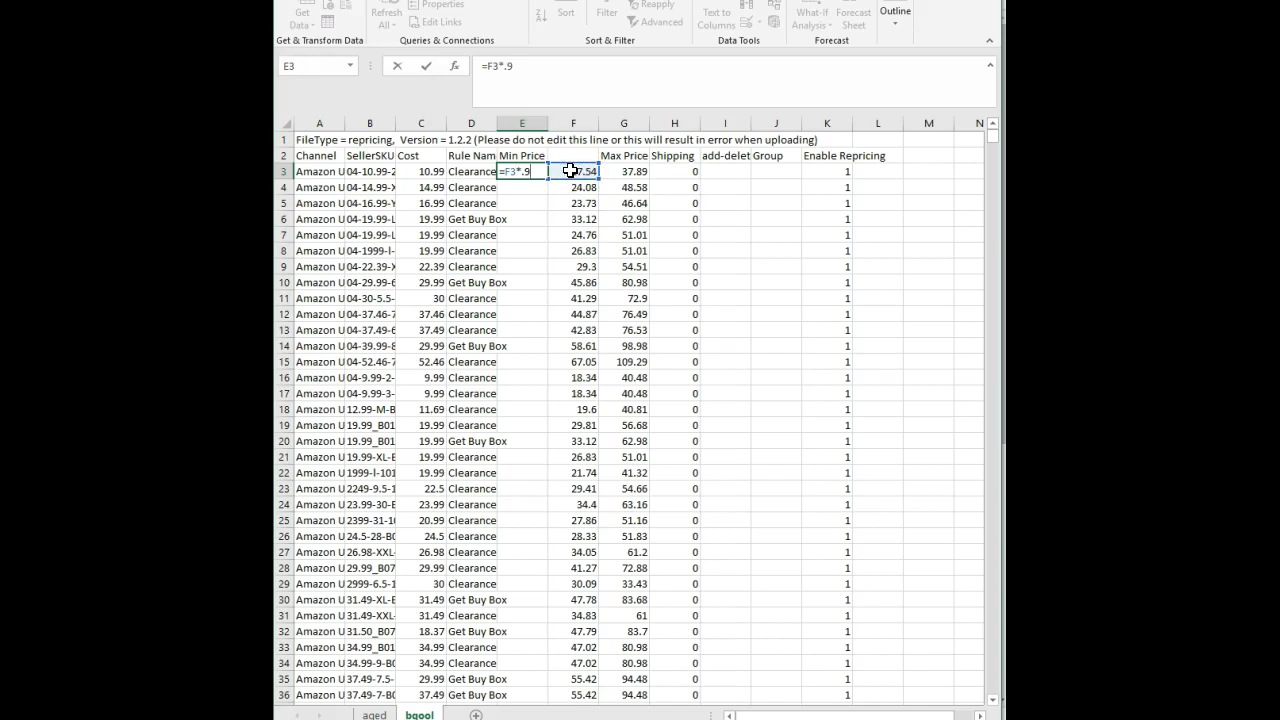 Get Data Refresh All Properties Edit Links Sort Filter Reapply Advanced Text to Columns What-If Analysis Forecast Sheet Outline
Get & Transform Data Queries & Connections Sort & Filter Data Tools Forecast
E3 =F3*.9
A B C D E F G H I J K L M N
1 FileType = repricing, Version = 1.2.2 (Please do not edit this line or this will result in error when uploading)
2 Channel SellerSKU Cost Rule Nam Min Price Max Price Shipping add-delet Group Enable Repricing
3 Amazon U 04-10.99-2 10.99 Clearance =F3*.9 7.54 37.89 0 1
4 Amazon U 04-14.99-X 14.99 Clearance 24.08 48.58 0 1
5 Amazon U 04-16.99-Y 16.99 Clearance 23.73 46.64 0 1
6 Amazon U 04-19.99-L 19.99 Get Buy Box 33.12 62.98 0 1
7 Amazon U 04-19.99-L 19.99 Clearance 24.76 51.01 0 1
8 Amazon U 04-1999-l- 19.99 Clearance 26.83 51.01 0 1
9 Amazon U 04-22.39-X 22.39 Clearance 29.3 54.51 0 1
10 Amazon U 04-29.99-6 29.99 Get Buy Box 45.86 80.98 0 1
11 Amazon U 04-30-5.5- 30 Clearance 41.29 72.9 0 1
12 Amazon U 04-37.46-7 37.46 Clearance 44.87 76.49 0 1
13 Amazon U 04-37.49-6 37.49 Clearance 42.83 76.53 0 1
14 Amazon U 04-39.99-8 29.99 Get Buy Box 58.61 98.98 0 1
15 Amazon U 04-52.46-7 52.46 Clearance 67.05 109.29 0 1
16 Amazon U 04-9.99-2- 9.99 Clearance 18.34 40.48 0 1
17 Amazon U 04-9.99-3- 9.99 Clearance 18.34 40.48 0 1
18 Amazon U 12.99-M-B 11.69 Clearance 19.6 40.81 0 1
19 Amazon U 19.99_B01 19.99 Clearance 29.81 56.68 0 1
20 Amazon U 19.99_B01 19.99 Get Buy Box 33.12 62.98 0 1
21 Amazon U 19.99-XL-E 19.99 Clearance 26.83 51.01 0 1
22 Amazon U 1999-l-101 19.99 Clearance 21.74 41.32 0 1
23 Amazon U 2249-9.5-1 22.5 Clearance 29.41 54.66 0 1
24 Amazon U 23.99-30-E 23.99 Clearance 34.4 63.16 0 1
25 Amazon U 2399-31-10 20.99 Clearance 27.86 51.16 0 1
26 Amazon U 24.5-28-B0 24.5 Clearance 28.33 51.83 0 1
27 Amazon U 26.98-XXL- 26.98 Clearance 34.05 61.2 0 1
28 Amazon U 29.99_B07 29.99 Clearance 41.27 72.88 0 1
29 Amazon U 2999-6.5-1 30 Clearance 30.09 33.43 0 1
30 Amazon U 31.49-XL-E 31.49 Get Buy Box 47.78 83.68 0 1
31 Amazon U 31.49-XXL- 31.49 Clearance 34.83 61 0 1
32 Amazon U 31.50_B07 18.37 Get Buy Box 47.79 83.7 0 1
33 Amazon U 34.99_B01 34.99 Clearance 47.02 80.98 0 1
34 Amazon U 34.99-9-B0 34.99 Clearance 47.02 80.98 0 1
35 Amazon U 37.49-7.5- 29.99 Get Buy Box 55.42 94.48 0 1
36 Amazon U 37.49-7-B0 37.49 Get Buy Box 55.42 94.48 0 1
aged bqool